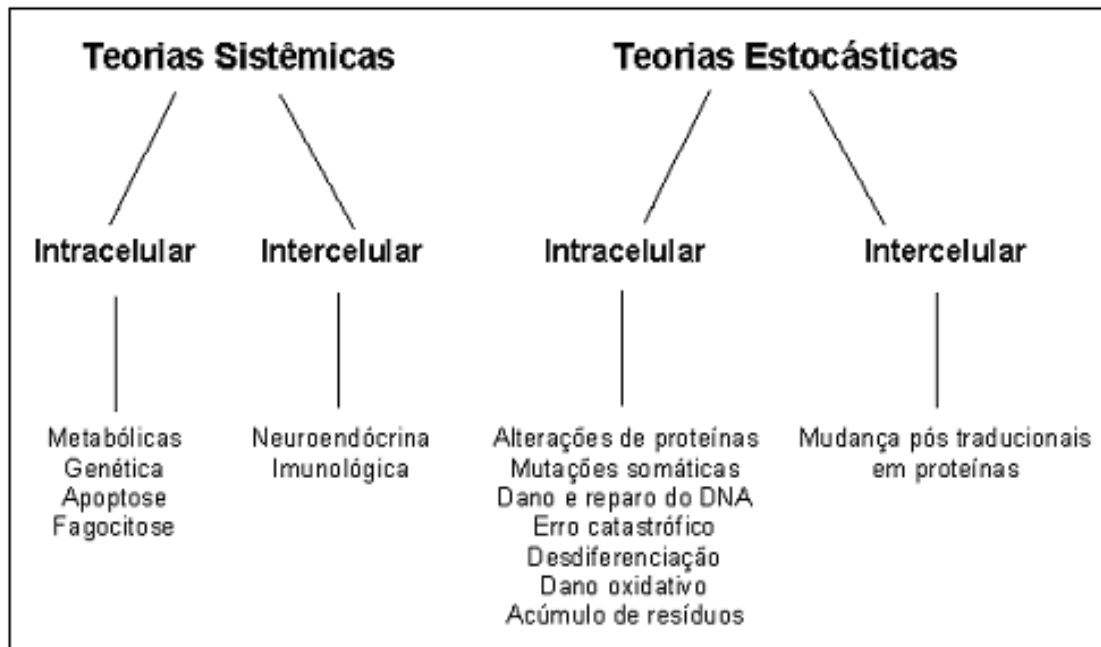 Teorias Sistêmicas
Teorias Estocásticas
Intracelular
Intercelular
Intracelular
Intercelular
Metabólicas
Genética
Apoptose
Fagocitose
Neuroendócrina
Imunológica
Alterações de proteínas
Mutações somáticas
Dano e reparo do DNA
Erro catastrófico
Desdiferenciação
Dano oxidativo
Acúmulo de resíduos
Mudança pós traducionais
em proteínas